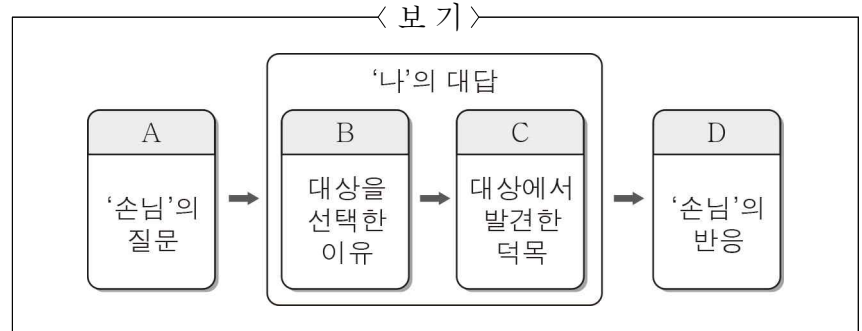 〈보기〉
‘나’의 대답
A
‘손님’의
질문
B
대상을
선택한
이유
C
대상에서
발견한
덕목
D
‘손님’의
반응